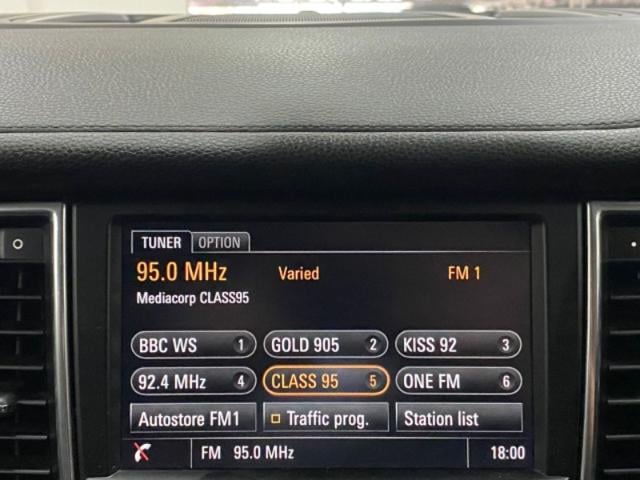 TUNER OPTION
95.0 MHz Varied FM 1
Mediacorp CLASS95
BBC WS 1 GOLD 905 2 KISS 92 3
92.4 MHz 4 CLASS 95 5 ONE FM 6
Autostore FM1 Traffic prog. Station list
FM 95.0 MHz 18:00